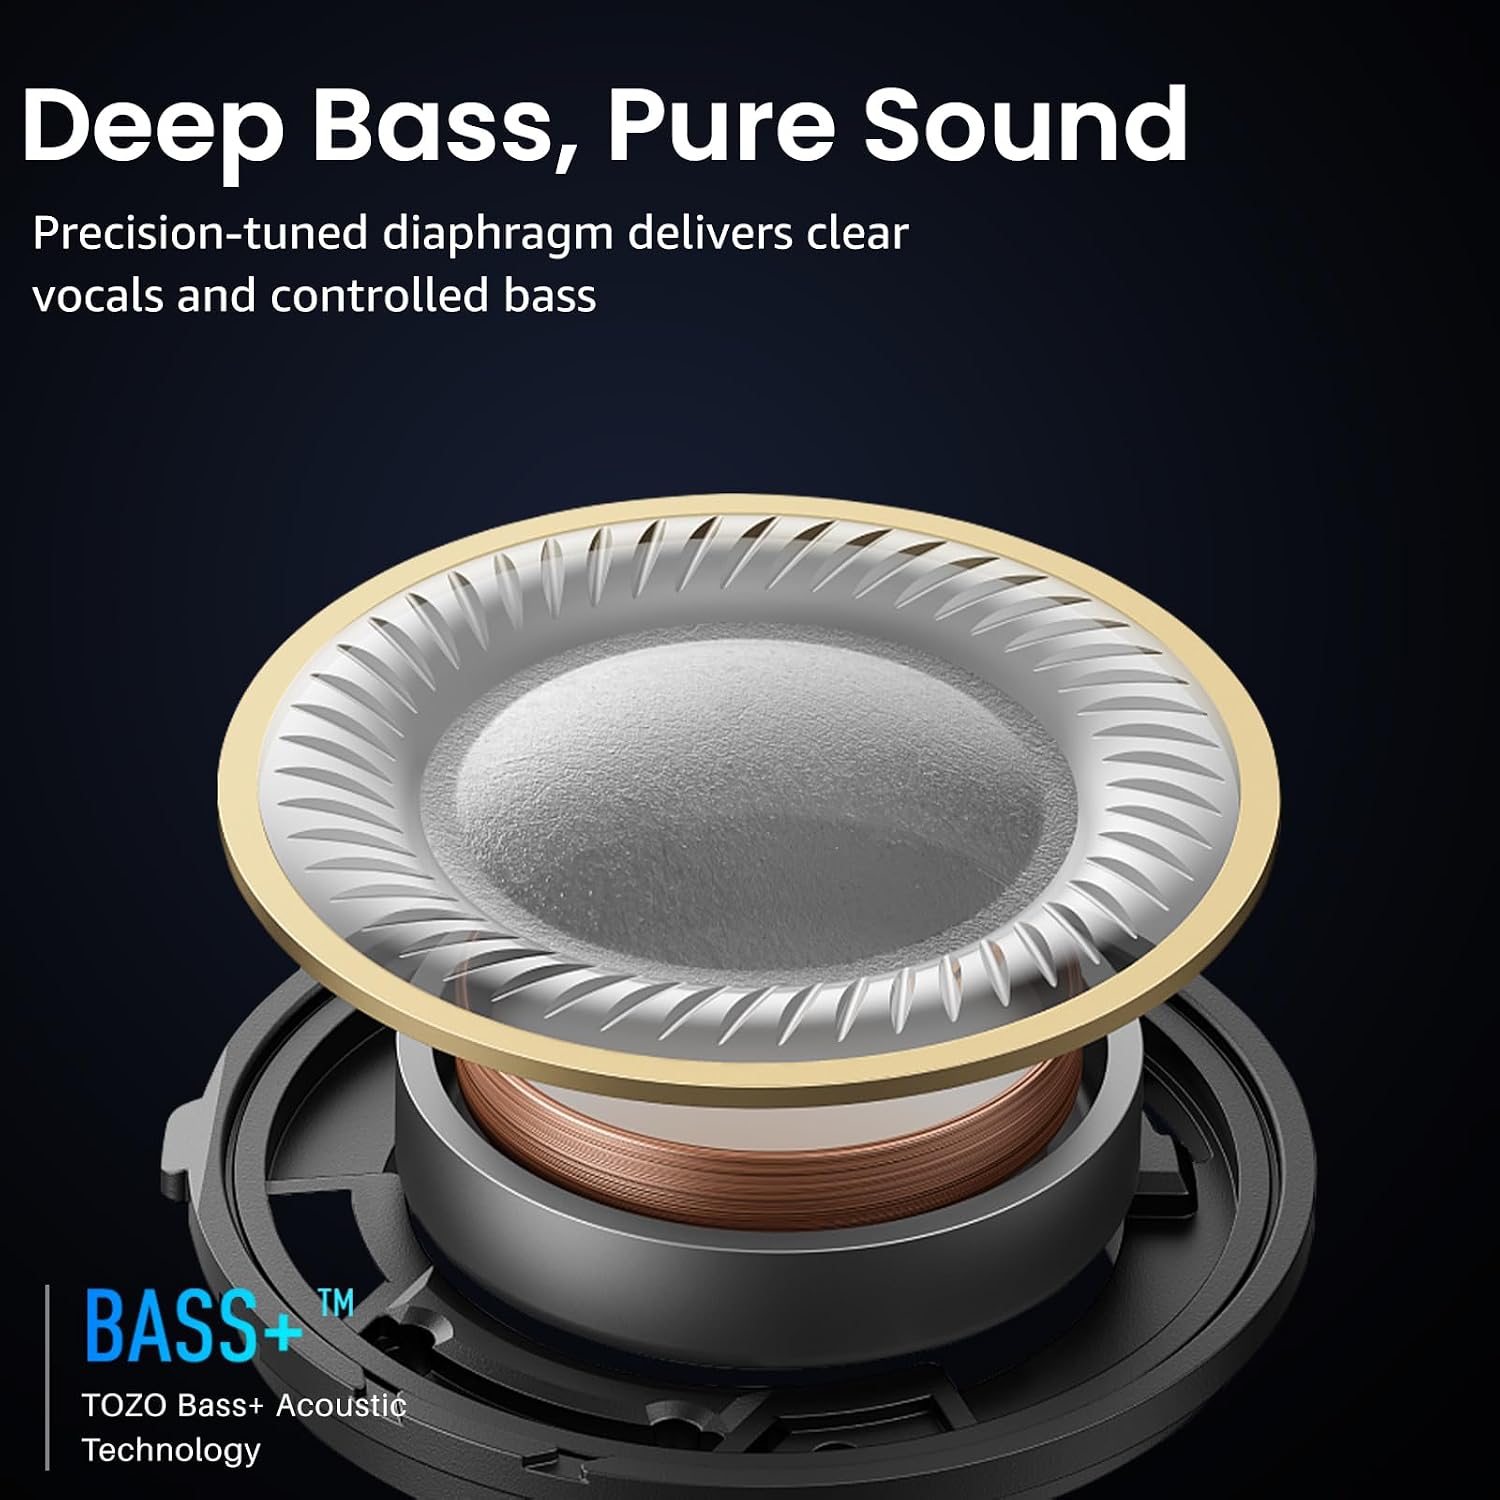 Deep Bass, Pure Sound
Precision-tuned diaphragm delivers clear
vocals and controlled bass
BASS+™
TOZO Bass+ Acoustic
Technology